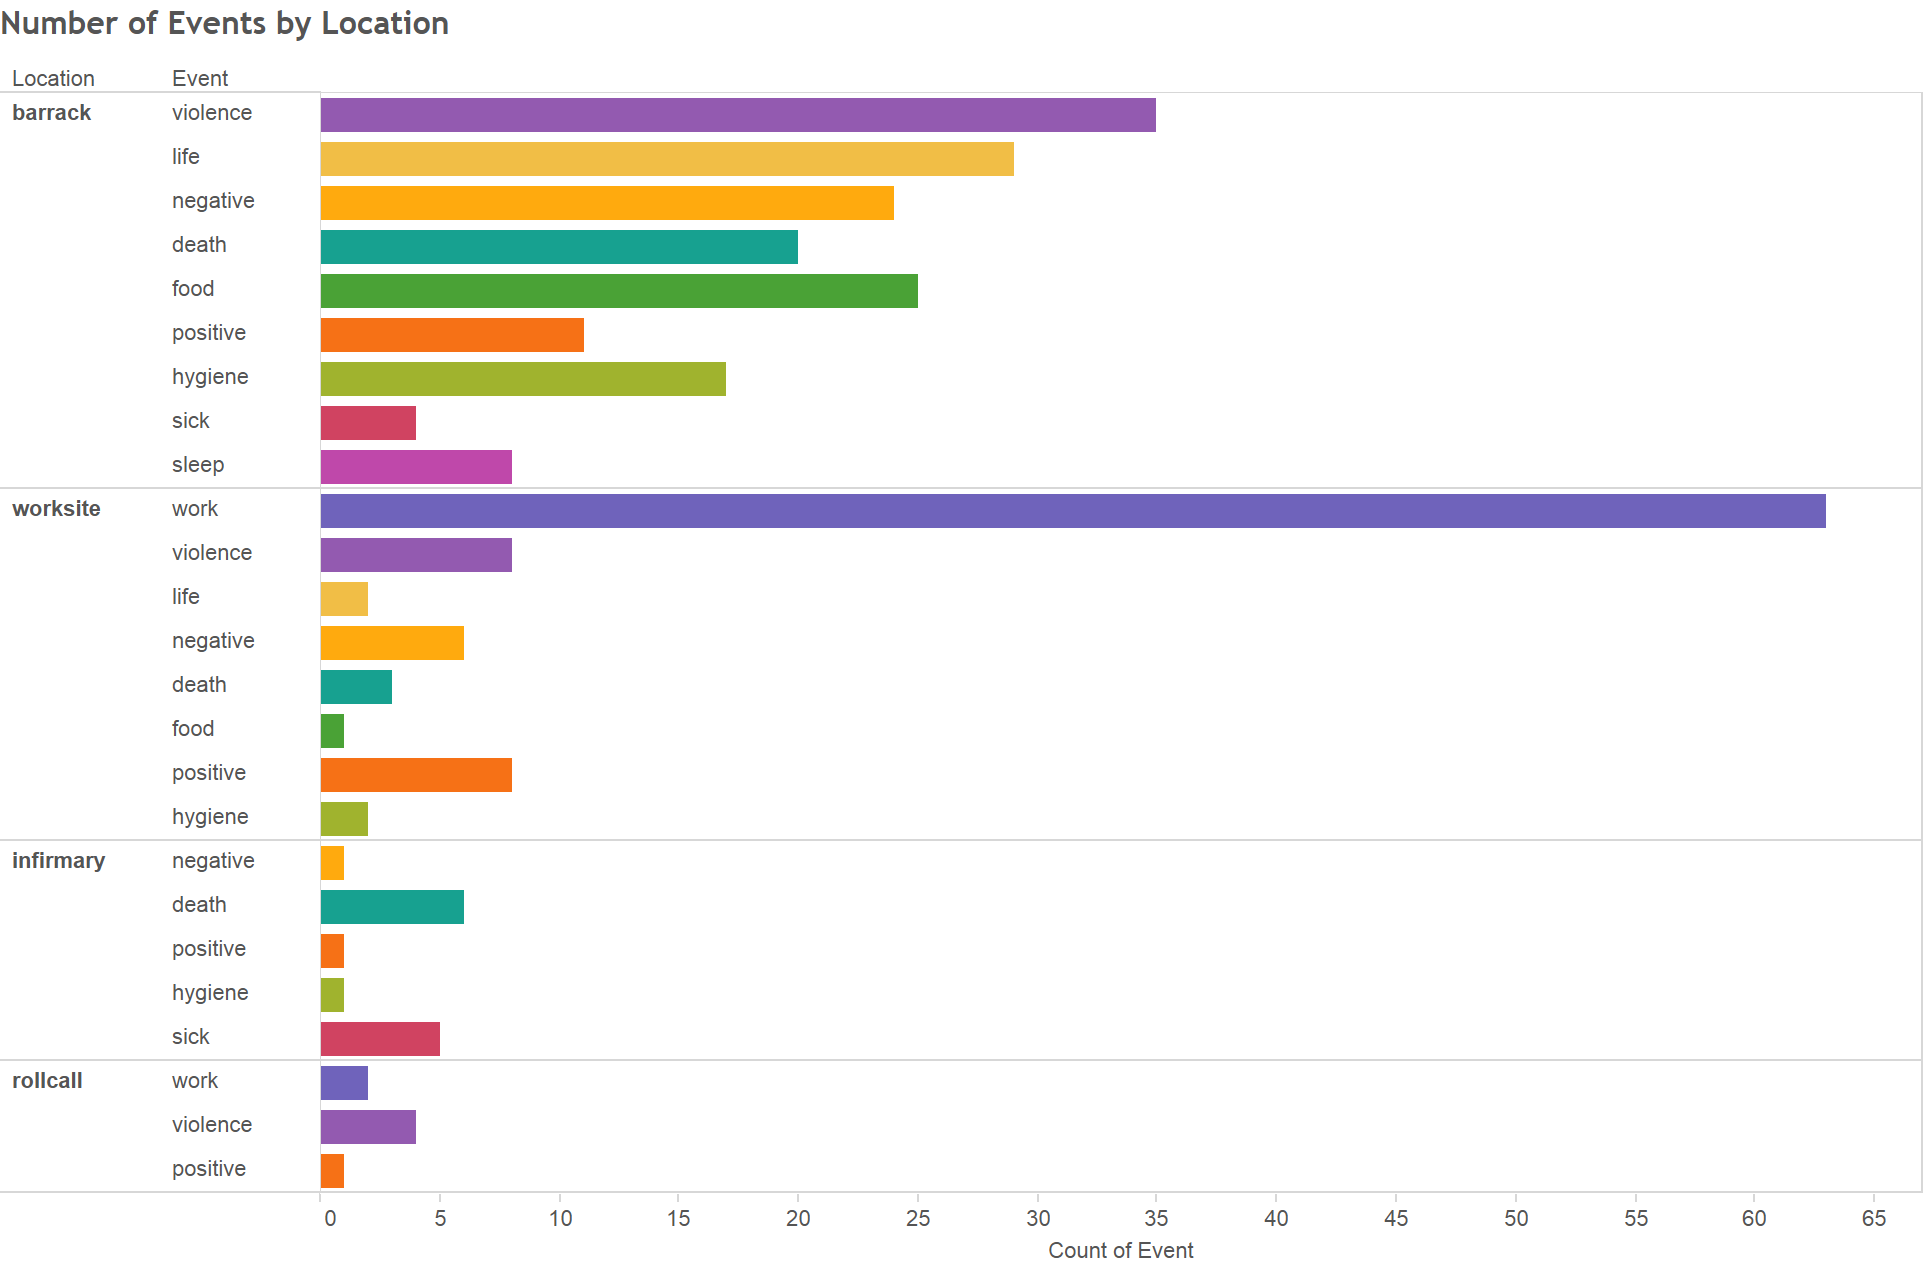 Number of Events by Location
Location Event
barrack violence
life
negative
death
food
positive
hygiene
sick
sleep
worksite work
violence
life
negative
death
food
positive
hygiene
infirmary negative
death
positive
hygiene
sick
rollcall work
violence
positive
0 5 10 15 20 25 30 35 40 45 50 55 60 65
Count of Event